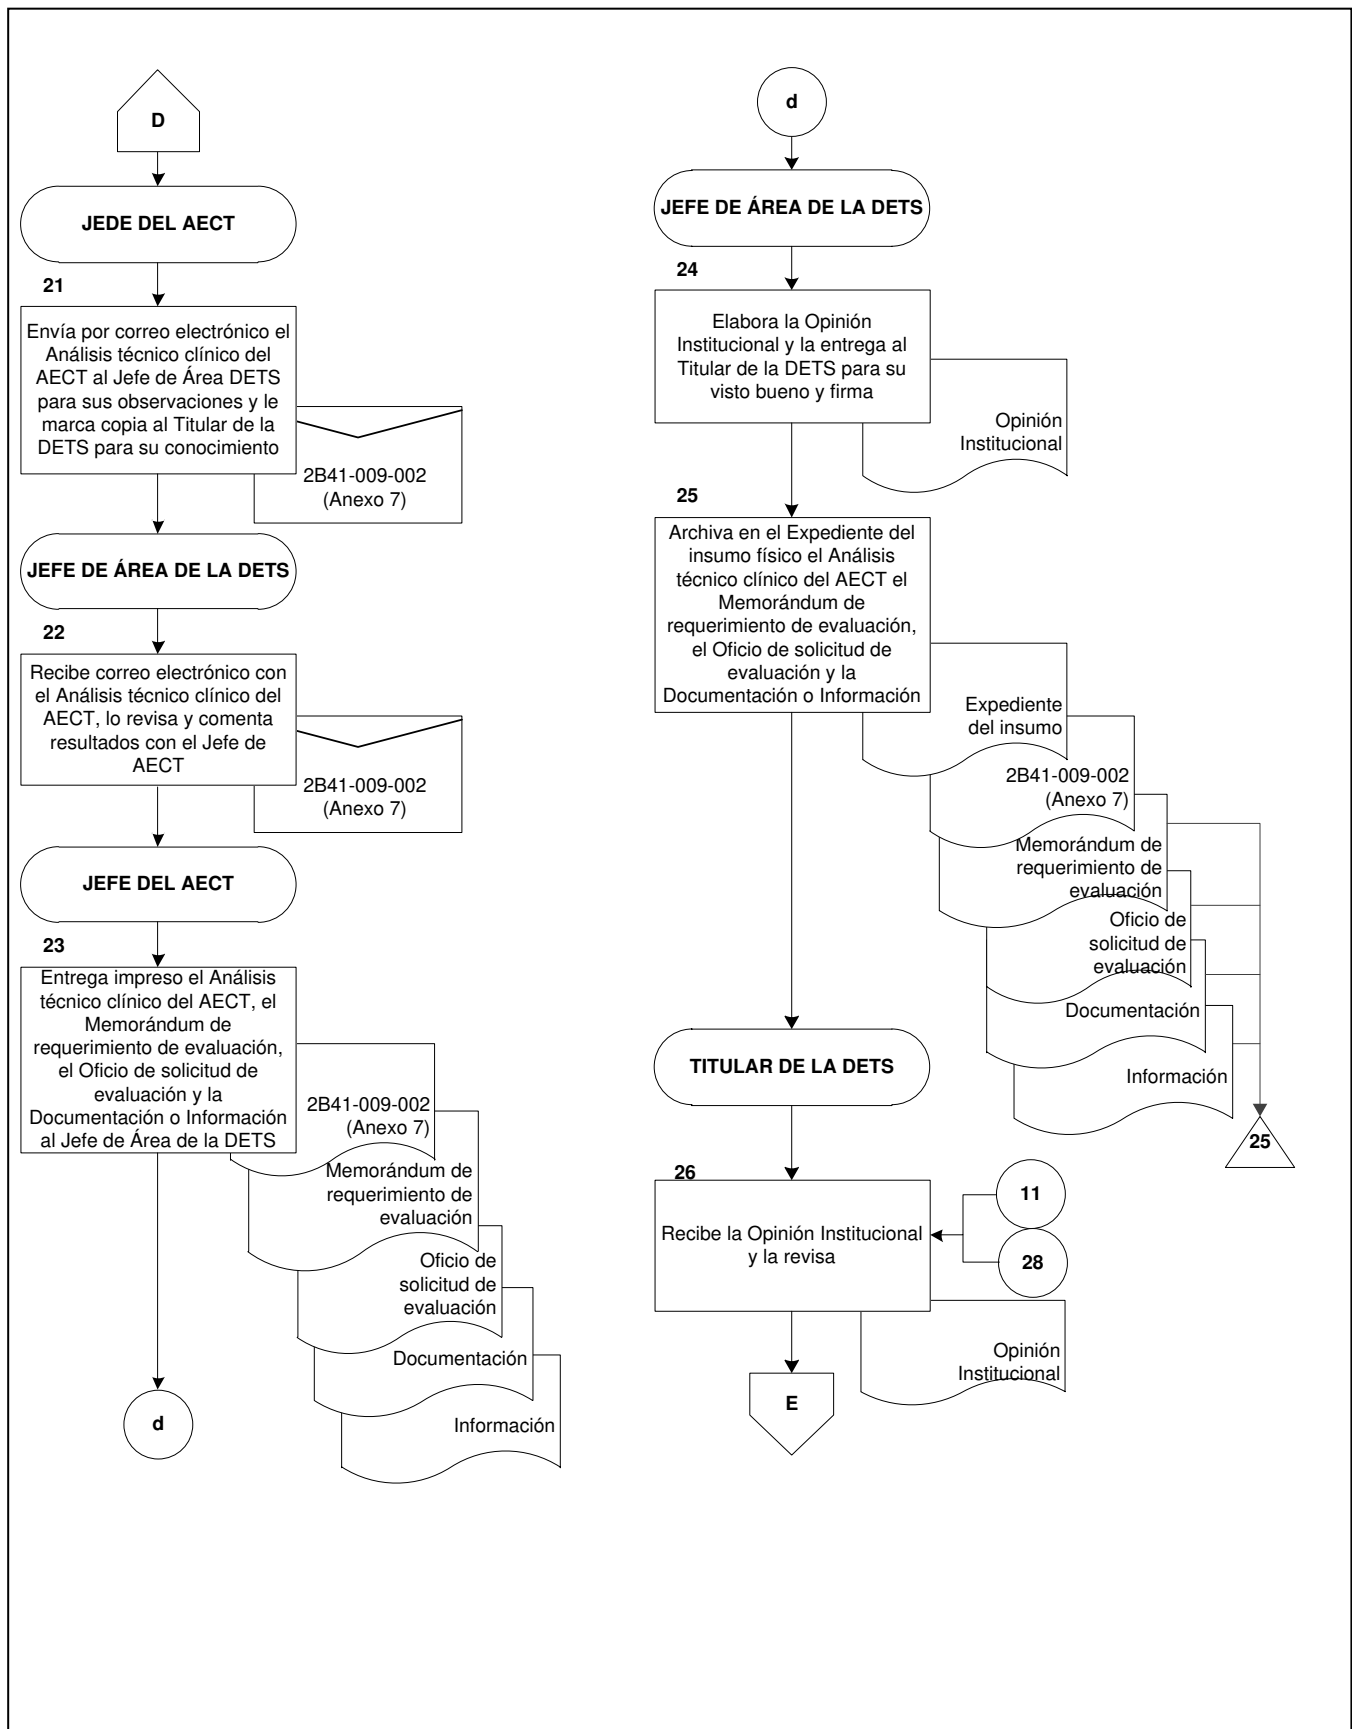 D
JEDE DEL AECT
21
Envía por correo electrónico el
Análisis técnico clínico del
AECT al Jefe de Área DETS
para sus observaciones y le
marca copia al Titular de la
DETS para su conocimiento
2B41-009-002
(Anexo 7)
JEFE DE ÁREA DE LA DETS
22
Recibe correo electrónico con
el Análisis técnico clínico del
AECT, lo revisa y comenta
resultados con el Jefe de
AECT
2B41-009-002
(Anexo 7)
JEFE DEL AECT
23
Entrega impreso el Análisis
técnico clínico del AECT, el
Memorándum de
requerimiento de evaluación,
el Oficio de solicitud de
evaluación y la
Documentación o Información
al Jefe de Área de la DETS
2B41-009-002
(Anexo 7)
Memorándum de
requerimiento de
evaluación
Oficio de
solicitud de
evaluación
Documentación
Información
d
d
JEFE DE ÁREA DE LA DETS
24
Elabora la Opinión
Institucional y la entrega al
Titular de la DETS para su
visto bueno y firma
Opinión
Institucional
25
Archiva en el Expediente del
insumo físico el Análisis
técnico clínico del AECT el
Memorándum de
requerimiento de evaluación,
el Oficio de solicitud de
evaluación y la
Documentación o Información
Expediente
del insumo
2B41-009-002
(Anexo 7)
Memorándum de
requerimiento de
evaluación
Oficio de
solicitud de
evaluación
Documentación
Información
25
TITULAR DE LA DETS
26
Recibe la Opinión Institucional
y la revisa
11
28
Opinión
Institucional
E